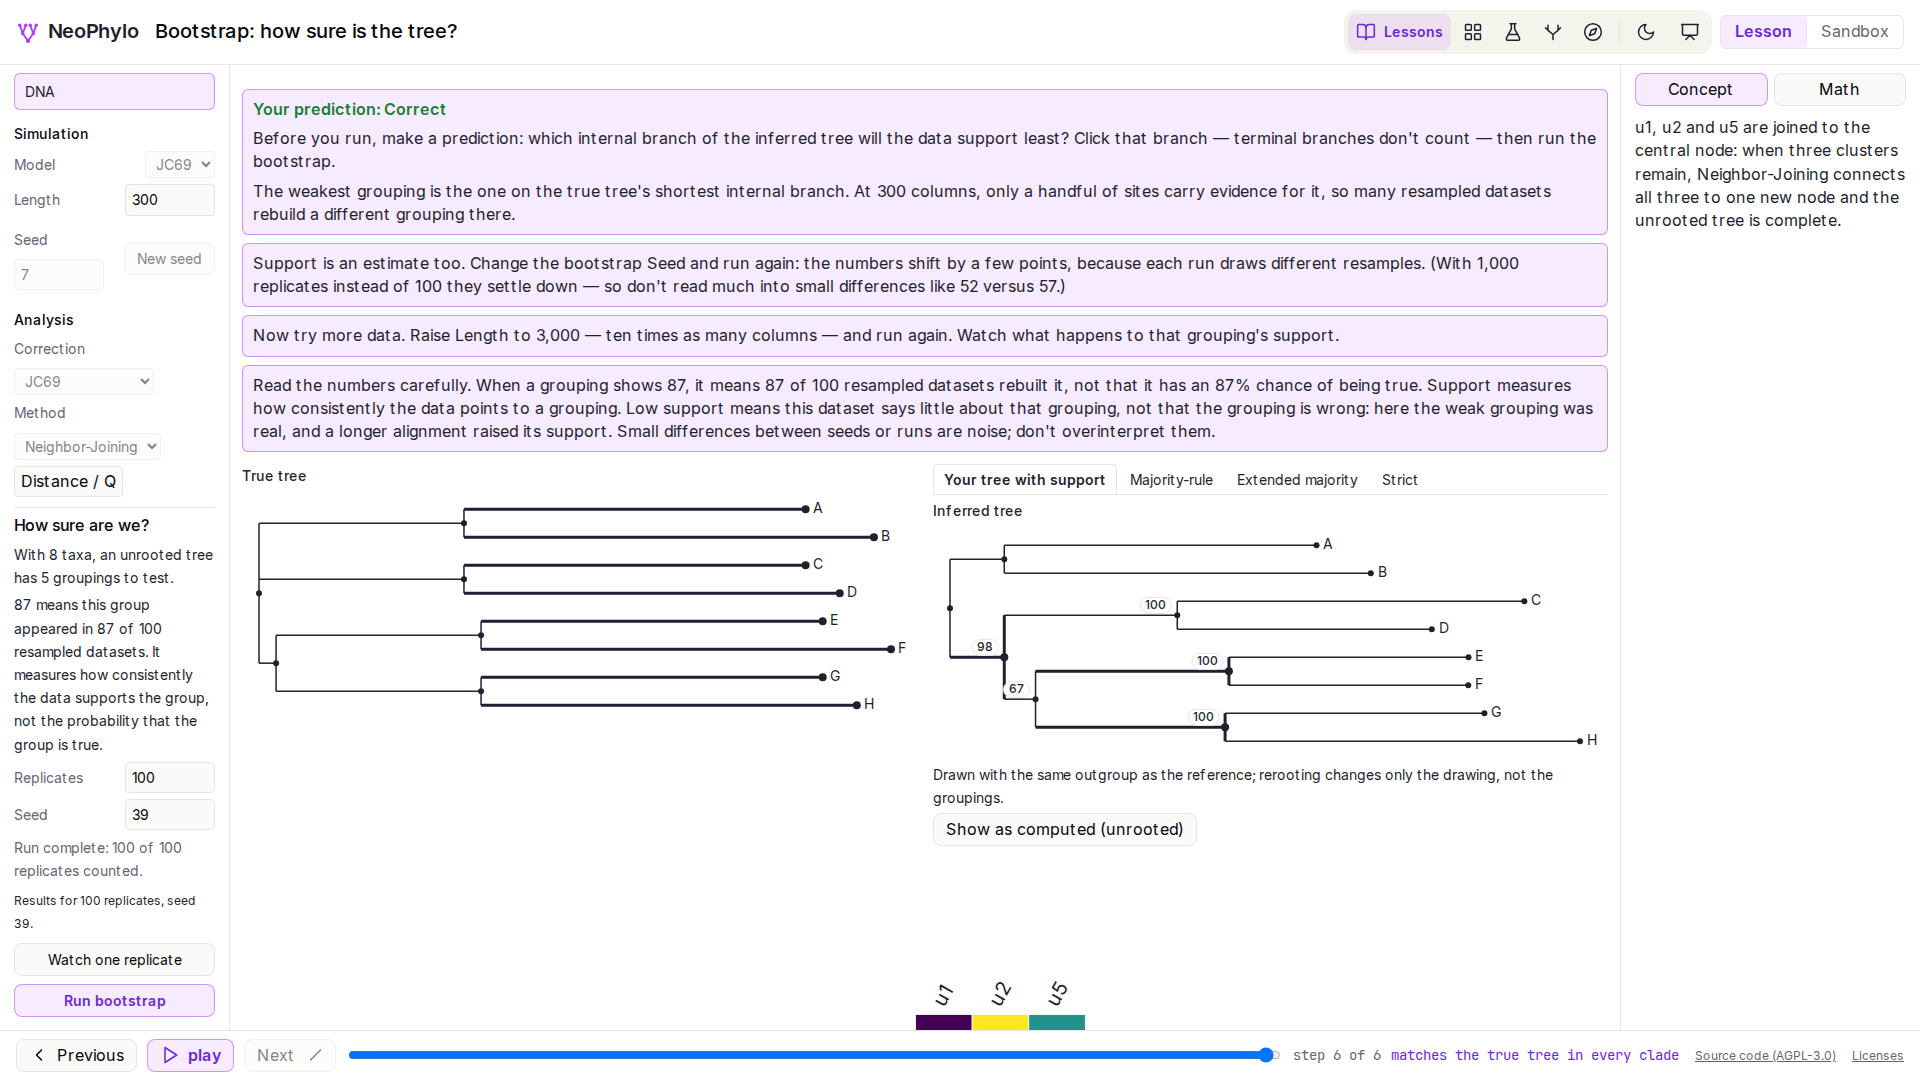 NeoPhylo
Bootstrap: how sure is the tree?
Lessons
Lesson
Sandbox
DNA
Simulation
Model
JC69
Length
300
Seed
7
New seed
Analysis
Correction
JC69
Method
Neighbor-Joining
Distance / Q
How sure are we?
With 8 taxa, an unrooted tree
has 5 groupings to test.
87 means this group
appeared in 87 of 100
resampled datasets. It
measures how consistently
the data supports the group,
not the probability that the
group is true.
Replicates
100
Seed
39
Run complete: 100 of 100
replicates counted.
Results for 100 replicates, seed
39.
Watch one replicate
Run bootstrap
Your prediction: Correct
Before you run, make a prediction: which internal branch of the inferred tree will the data support least? Click that branch — terminal branches don't count — then run the
bootstrap.
The weakest grouping is the one on the true tree's shortest internal branch. At 300 columns, only a handful of sites carry evidence for it, so many resampled datasets
rebuild a different grouping there.
Support is an estimate too. Change the bootstrap Seed and run again: the numbers shift by a few points, because each run draws different resamples. (With 1,000
replicates instead of 100 they settle down — so don't read much into small differences like 52 versus 57.)
Now try more data. Raise Length to 3,000 — ten times as many columns — and run again. Watch what happens to that grouping's support.
Read the numbers carefully. When a grouping shows 87, it means 87 of 100 resampled datasets rebuilt it, not that it has an 87% chance of being true. Support measures
how consistently the data points to a grouping. Low support means this dataset says little about that grouping, not that the grouping is wrong: here the weak grouping was
real, and a longer alignment raised its support. Small differences between seeds or runs are noise; don't overinterpret them.
True tree
A
B
C
D
E
F
G
H
Your tree with support
Majority-rule
Extended majority
Strict
Inferred tree
A
B
C
100
D
98
E
100
F
67
G
100
H
Drawn with the same outgroup as the reference; rerooting changes only the drawing, not the
groupings.
Show as computed (unrooted)
u1
u2
u5
Concept
Math
u1, u2 and u5 are joined to the
central node: when three clusters
remain, Neighbor-Joining connects
all three to one new node and the
unrooted tree is complete.
Previous
play
Next
step 6 of 6
matches the true tree in every clade
Source code (AGPL-3.0)
Licenses